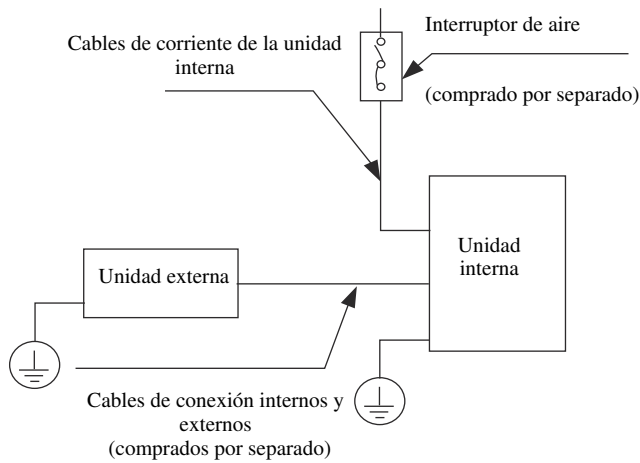 Cables de corriente de la unidad
interna
Interruptor de aire
(comprado por separado)
Unidad
interna
Unidad externa
Cables de conexión internos y
externos
(comprados por separado)